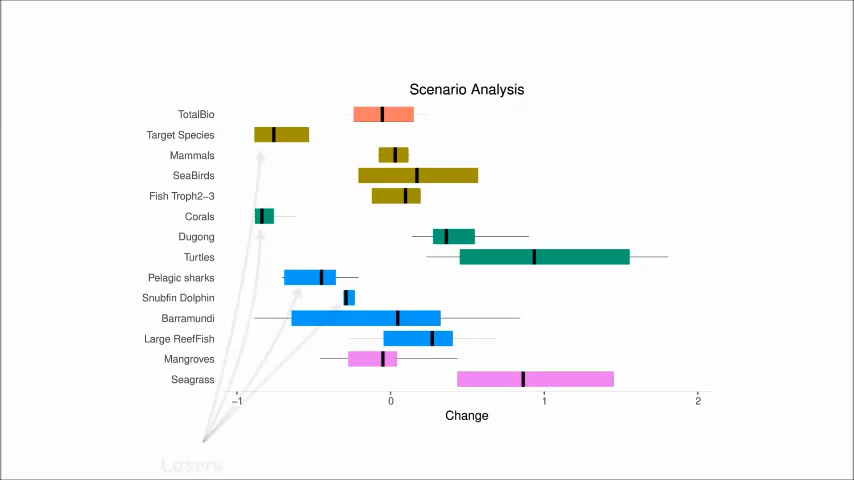 Scenario Analysis
TotalBio
Target Species
Mammals
SeaBirds
Fish Troph2−3
Corals
Dugong
Turtles
Pelagic sharks
Snubfin Dolphin
Barramundi
Large ReefFish
Mangroves
Seagrass
−1 0 1 2
Change
Losers